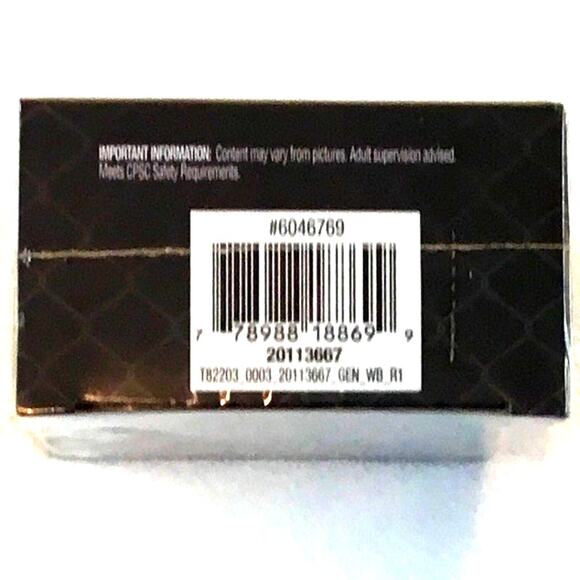 IMPORTANT INFORMATION: Content may vary from pictures. Adult supervision advised.
Meets CPSC Safety Requirements.
#6046769
7 78988 18869 9
20113667
T82203_0003_20113667_GEN_WB_R1